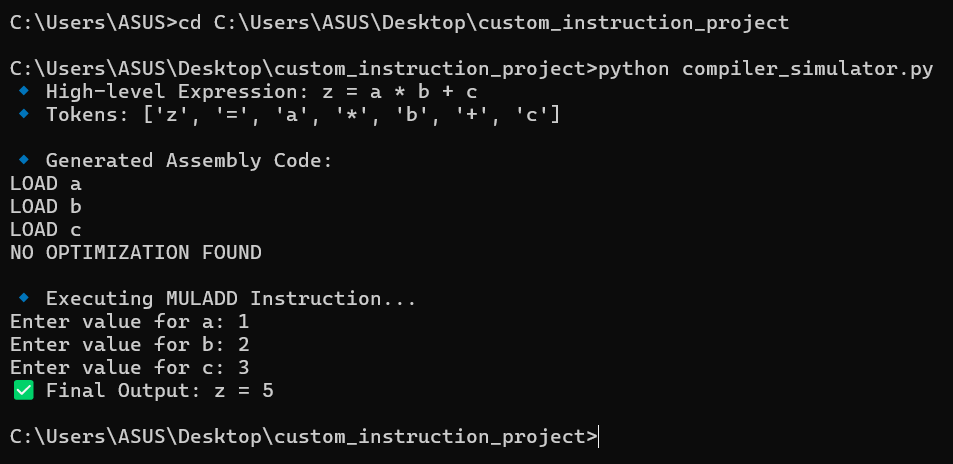 C:\Users\ASUS>cd C:\Users\ASUS\Desktop\custom_instruction_project
C:\Users\ASUS\Desktop\custom_instruction_project>python compiler_simulator.py
🔹 High-level Expression: z = a * b + c
🔹 Tokens: ['z', '=', 'a', '*', 'b', '+', 'c']
🔹 Generated Assembly Code:
LOAD a
LOAD b
LOAD c
NO OPTIMIZATION FOUND
🔹 Executing MULADD Instruction...
Enter value for a: 1
Enter value for b: 2
Enter value for c: 3
✅ Final Output: z = 5
C:\Users\ASUS\Desktop\custom_instruction_project>